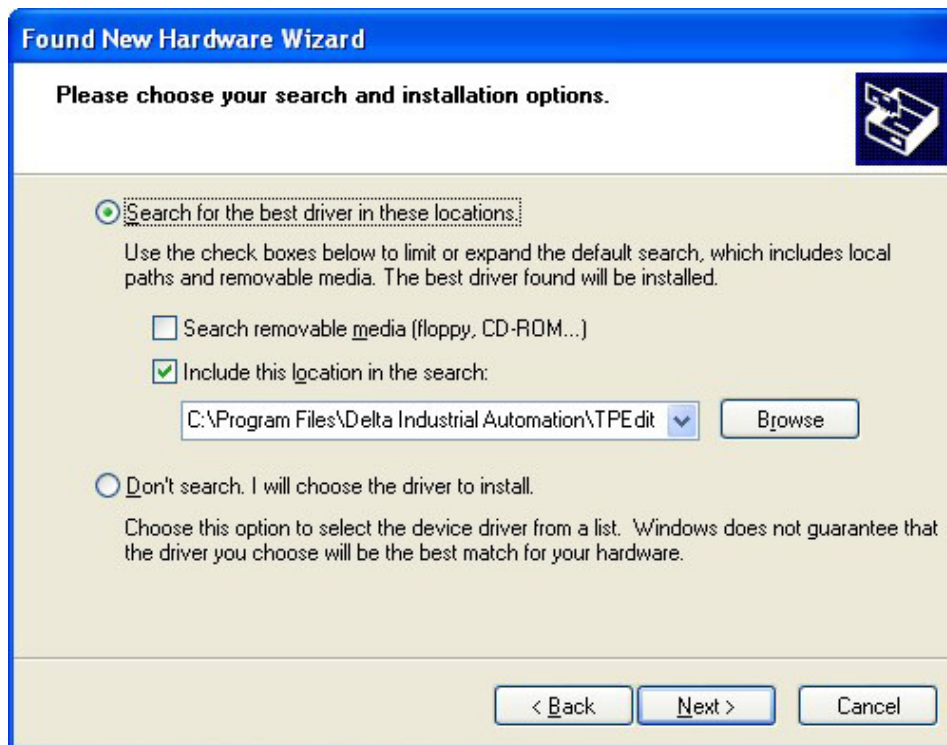 Found New Hardware Wizard
Please choose your search and installation options.
Search for the best driver in these locations.
Use the check boxes below to limit or expand the default search, which includes local
paths and removable media. The best driver found will be installed.
Search removable media (floppy, CD-ROM...)
Include this location in the search:
C:\Program Files\Delta Industrial Automation\TPEdit
Browse
Don't search. I will choose the driver to install.
Choose this option to select the device driver from a list. Windows does not guarantee that
the driver you choose will be the best match for your hardware.
< Back Next > Cancel